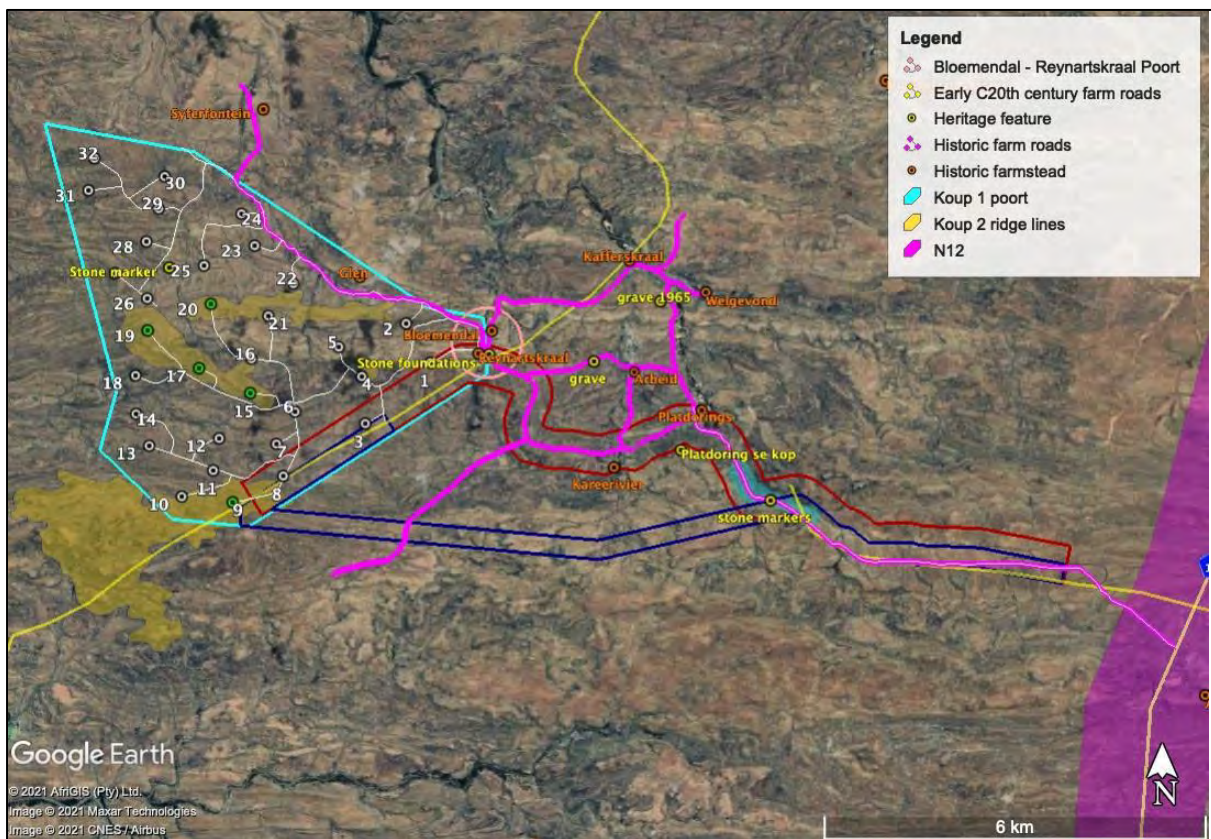 Legend
Bloemendal - Reynartskraal Poort
Early C20th century farm roads
Heritage feature
Historic farm roads
Historic farmstead
Koup 1 poort
Koup 2 ridge lines
N12
Syferfontein
32
30
31
29
24
28
23
Stone marker
25
22
Glen
Kafferskraal
26
20
grave 1965
Welgevond
19
21
2
Bloemendal
5
16
Stone foundations
Reynartskraal
18
17
4
1
grave
Arbeid
15
14
6
Platdorings
3
13
12
7
Platdoring se kop
11
8
Kareerivier
10
9
stone markers
Google Earth
© 2021 AfriGIS (Pty) Ltd.
Image © 2021 Maxar Technologies
Image © 2021 CNES / Airbus
N
6 km